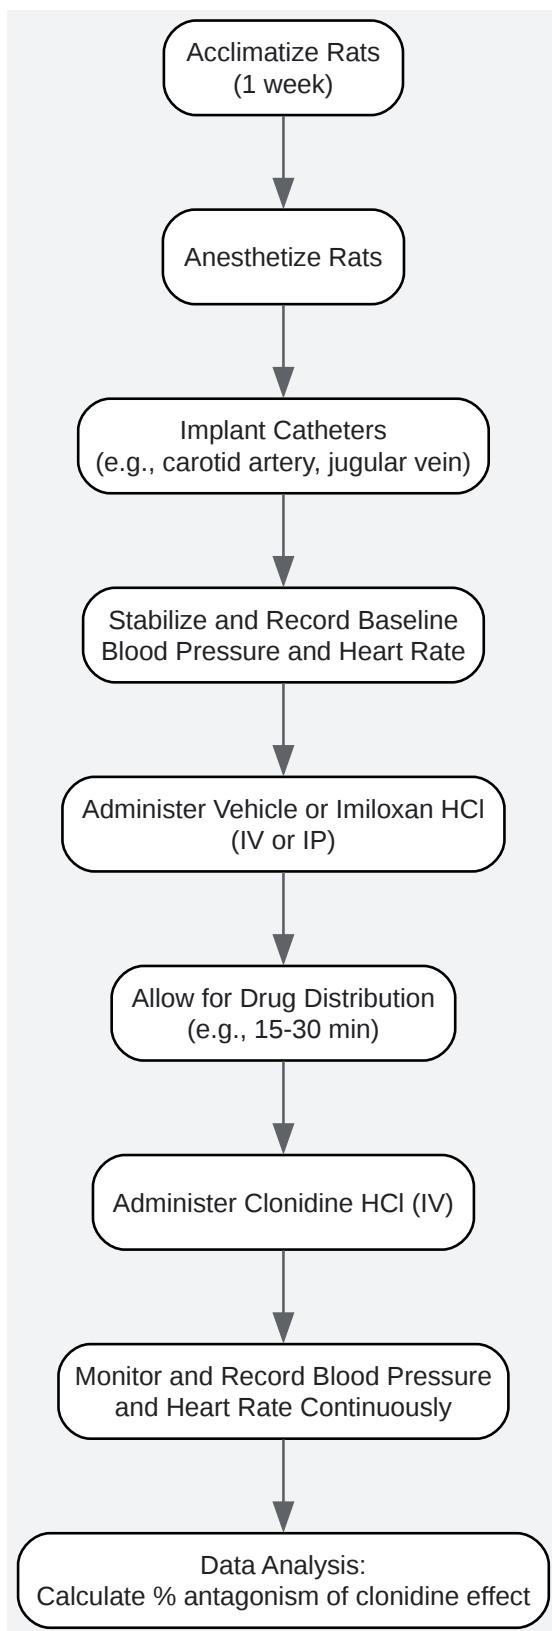 Acclimatize Rats
(1 week)
Anesthetize Rats
Implant Catheters
(e.g., carotid artery, jugular vein)
Stabilize and Record Baseline
Blood Pressure and Heart Rate
Administer Vehicle or Imiloxan HCl
(IV or IP)
Allow for Drug Distribution
(e.g., 15-30 min)
Administer Clonidine HCl (IV)
Monitor and Record Blood Pressure
and Heart Rate Continuously
Data Analysis:
Calculate % antagonism of clonidine effect